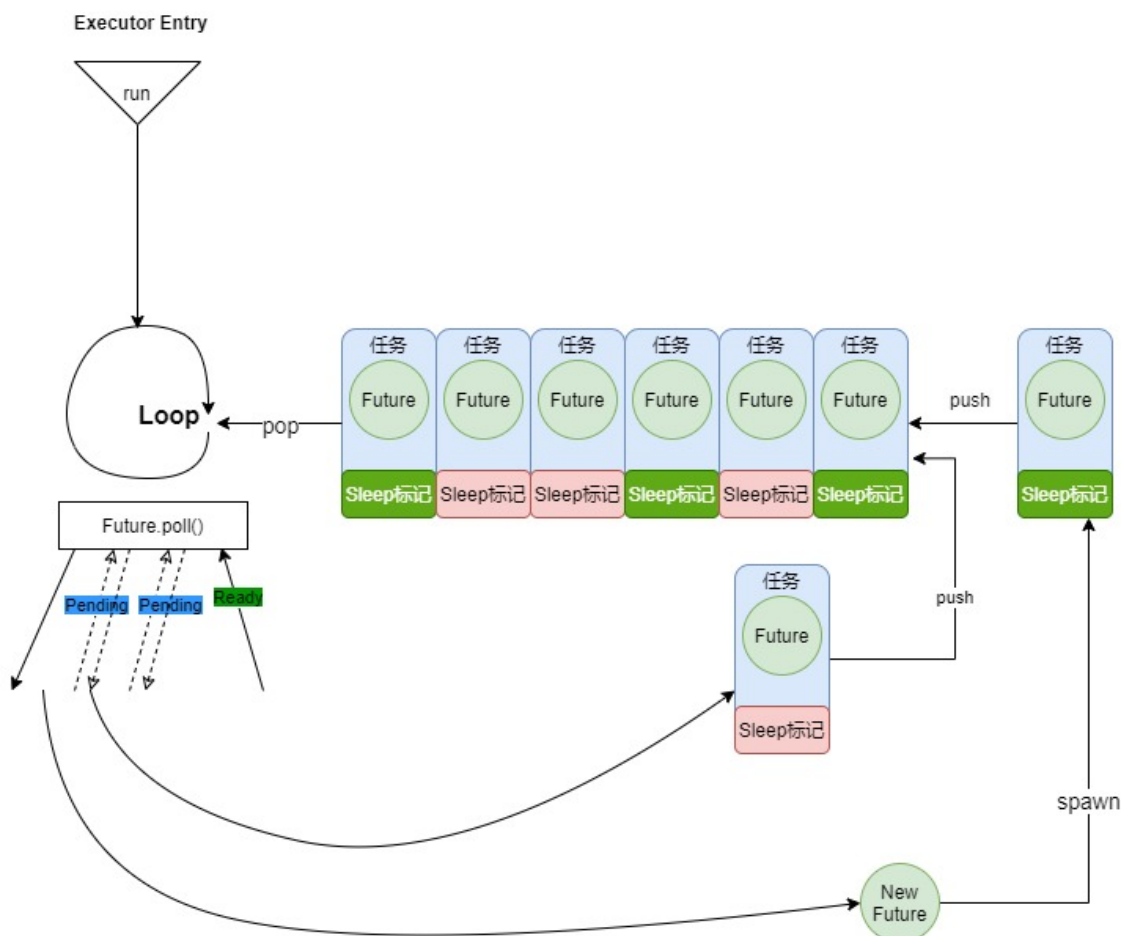 Executor Entry
run
任务 任务 任务 任务 任务 任务 任务
Future Future Future Future Future Future push Future
Loop pop
Sleep标记 Sleep标记 Sleep标记 Sleep标记 Sleep标记 Sleep标记 Sleep标记
Future.poll()
Pending Pending Ready
任务
push
Future
Sleep标记
spawn
New
Future